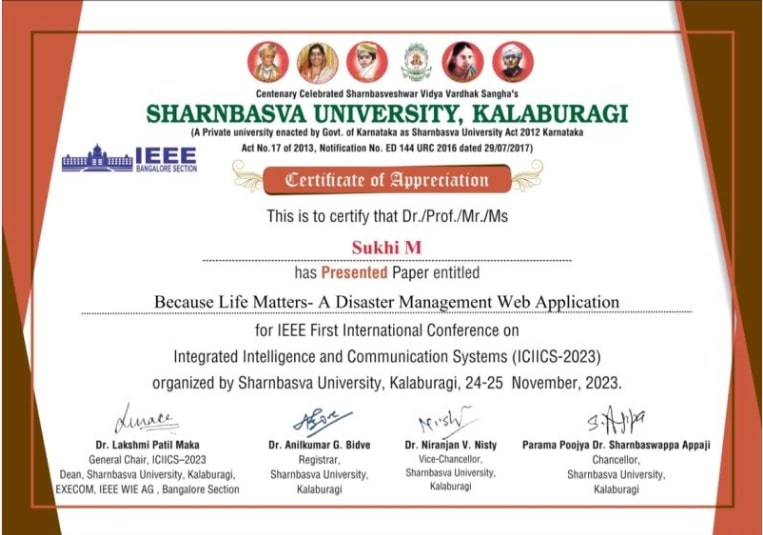 Centenary Celebrated Sharnbasveshwar Vidya Vardhak Sangha's
SHARNBASVA UNIVERSITY, KALABURAGI
(A Private university enacted by Govt. of Karnataka as Sharnbasva University Act 2012 Karnataka
Act No.17 of 2013, Notification No. ED 144 URC 2016 dated 29/07/2017)
IEEE
BANGALORE SECTION
Certificate of Appreciation
This is to certify that Dr./Prof./Mr./Ms
Sukhi M
has Presented Paper entitled
Because Life Matters- A Disaster Management Web Application
for IEEE First International Conference on
Integrated Intelligence and Communication Systems (ICIICS-2023)
organized by Sharnbasva University, Kalaburagi, 24-25 November, 2023.
Dr. Lakshmi Patil Maka
General Chair, ICIICS–2023
Dean, Sharnbasva University, Kalaburagi,
EXECOM, IEEE WIE AG , Bangalore Section
Dr. Anilkumar G. Bidve
Registrar,
Sharnbasva University,
Kalaburagi
Dr. Niranjan V. Nisty
Vice-Chancellor,
Sharnbasva University,
Kalaburagi
Parama Poojya Dr. Sharnbaswappa Appaji
Chancellor,
Sharnbasva University,
Kalaburagi